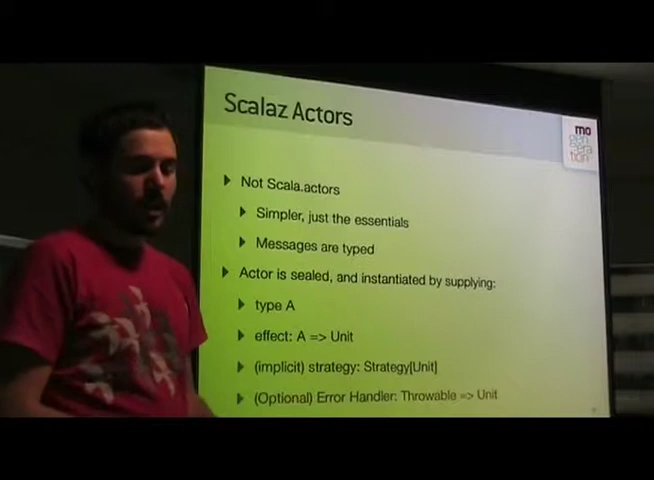 Scalaz Actors
mo
Not Scala.actors
Simpler, just the essentials
Messages are typed
Actor is sealed, and instantiated by supplying:
type A
effect: A => Unit
(implicit) strategy: Strategy[Unit]
(Optional) Error Handler: Throwable => Unit